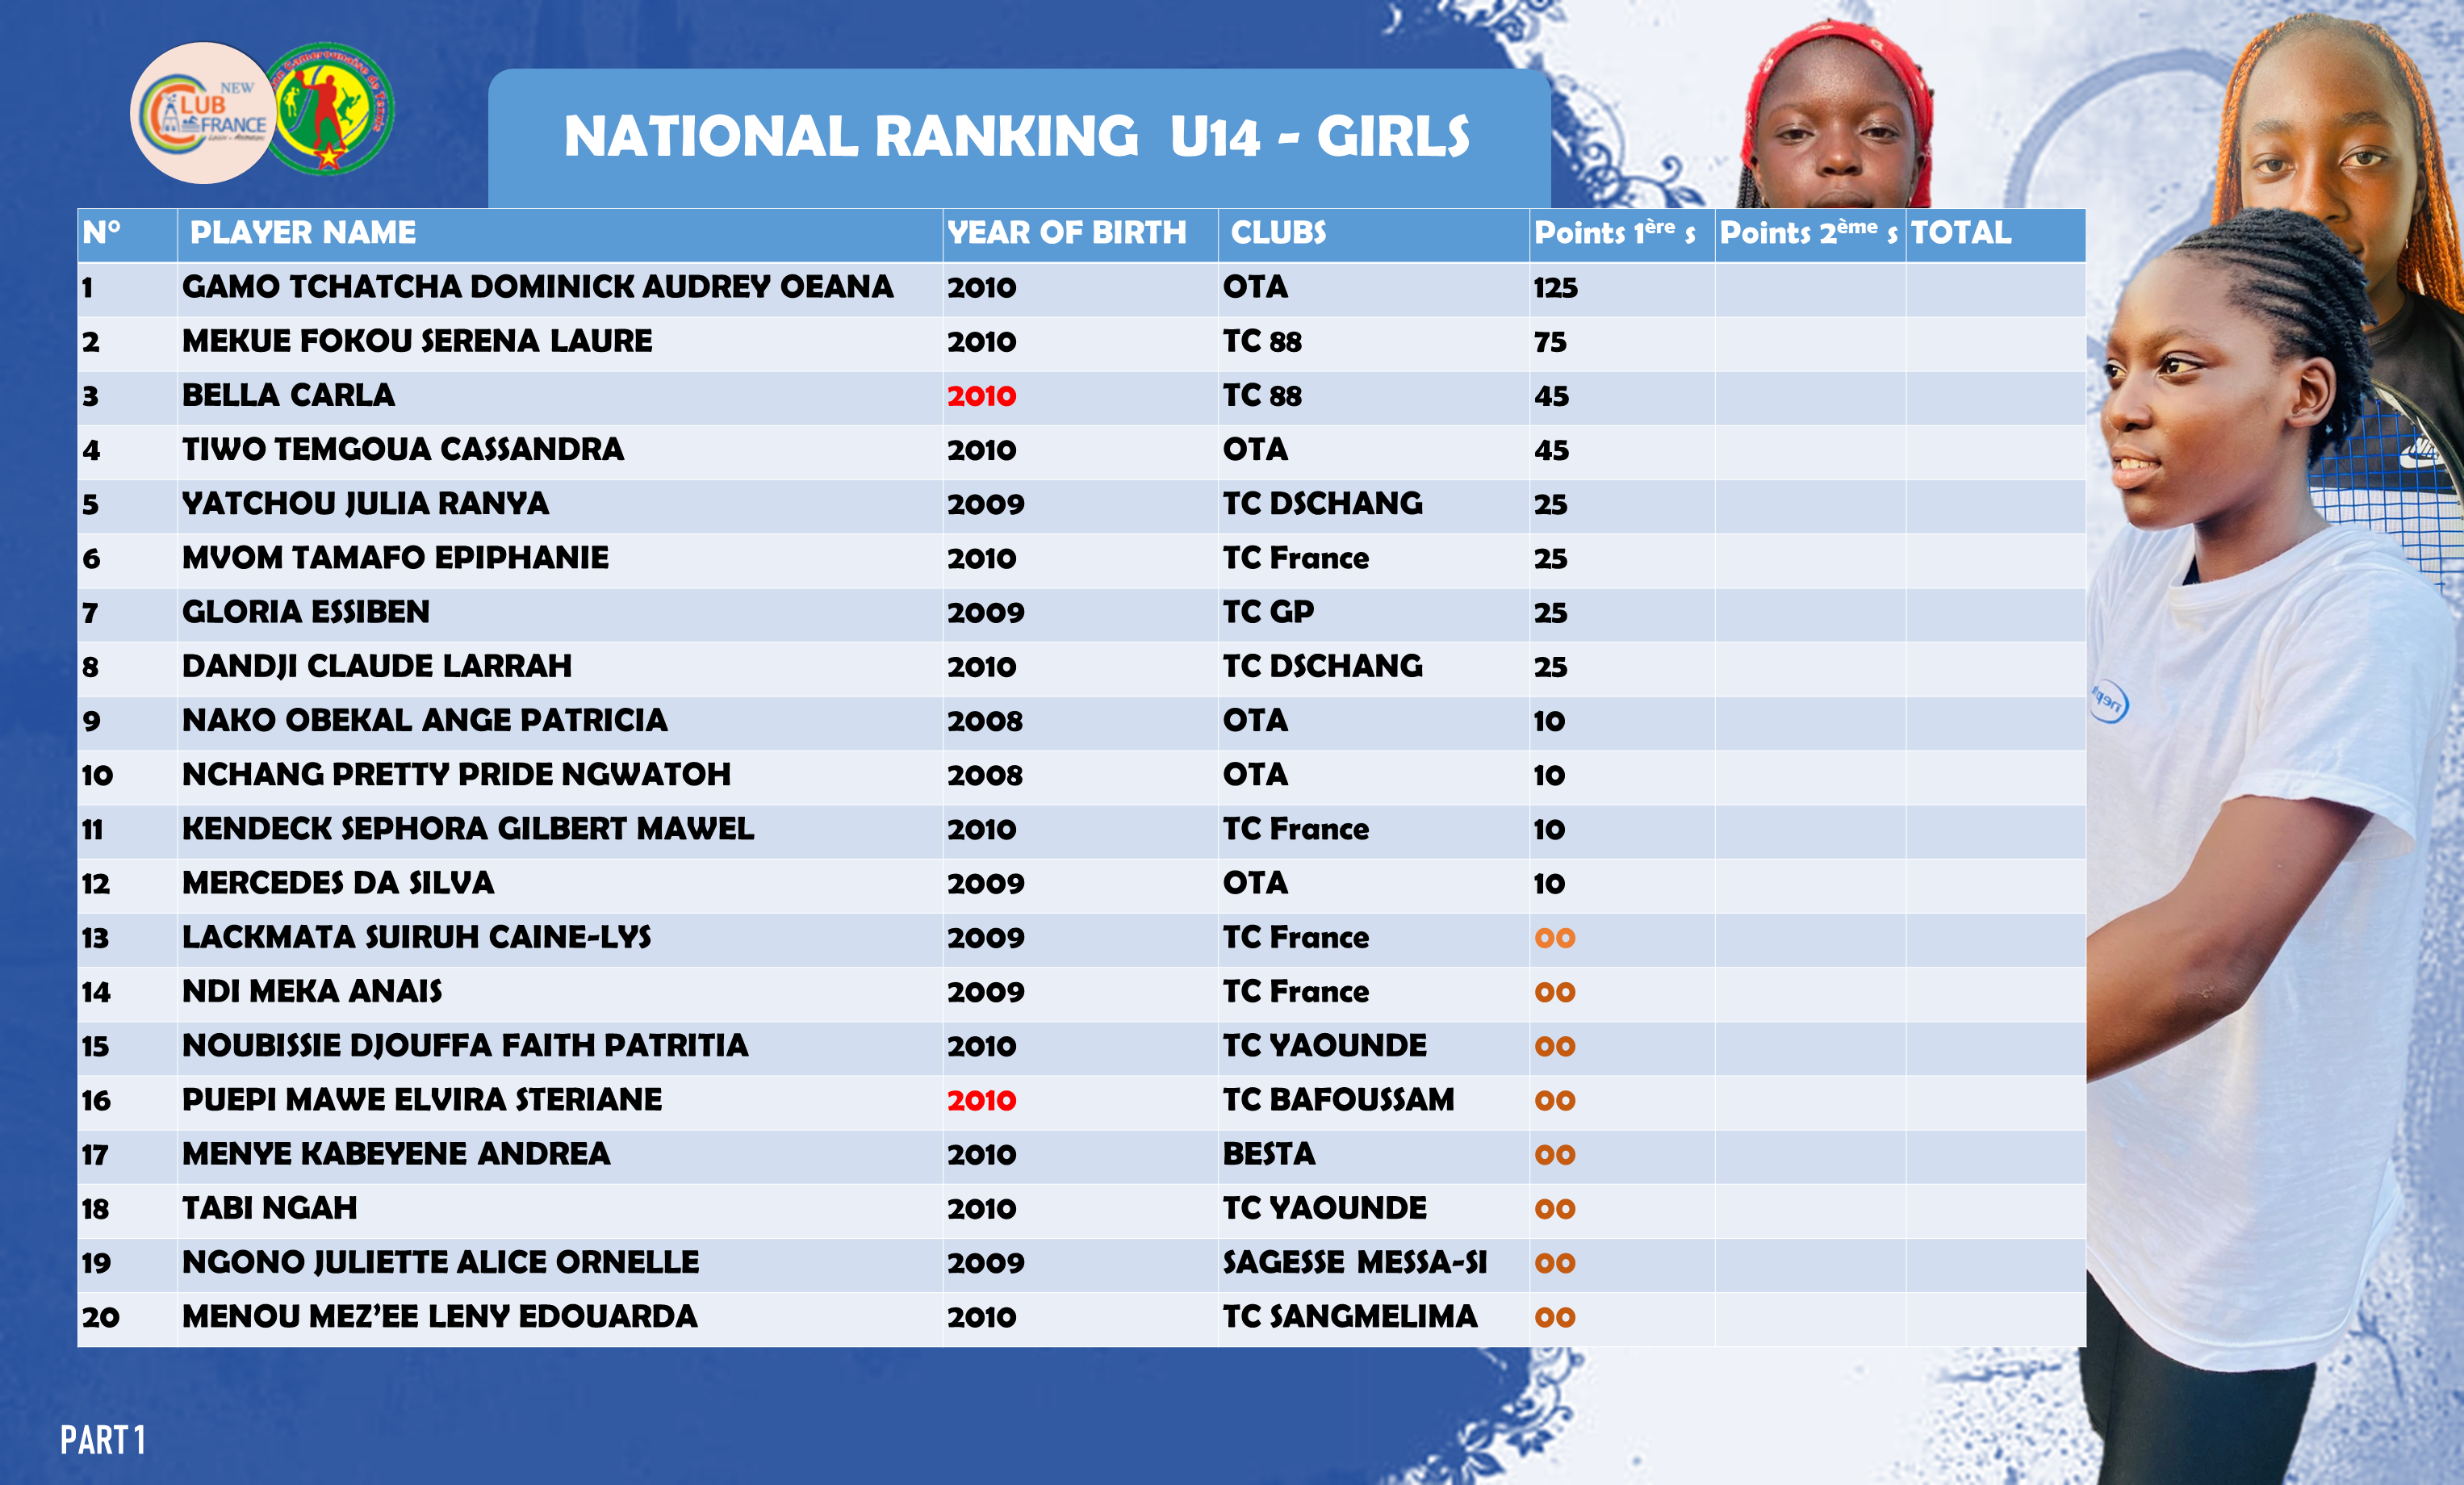 NEW
CLUB
FRANCE
NATIONAL RANKING U14 - GIRLS
N° PLAYER NAME YEAR OF BIRTH CLUBS Points 1ère s Points 2ème s TOTAL
1 GAMO TCHATCHA DOMINICK AUDREY OEANA 2010 OTA 125
2 MEKUE FOKOU SERENA LAURE 2010 TC 88 75
3 BELLA CARLA 2010 TC 88 45
4 TIWO TEMGOUA CASSANDRA 2010 OTA 45
5 YATCHOU JULIA RANYA 2009 TC DSCHANG 25
6 MVOM TAMAFO EPIPHANIE 2010 TC France 25
7 GLORIA ESSIBEN 2009 TC GP 25
8 DANDJI CLAUDE LARRAH 2010 TC DSCHANG 25
9 NAKO OBEKAL ANGE PATRICIA 2008 OTA 10
10 NCHANG PRETTY PRIDE NGWATOH 2008 OTA 10
11 KENDECK SEPHORA GILBERT MAWEL 2010 TC France 10
12 MERCEDES DA SILVA 2009 OTA 10
13 LACKMATA SUIRUH CAINE-LYS 2009 TC France 00
14 NDI MEKA ANAIS 2009 TC France 00
15 NOUBISSIE DJOUFFA FAITH PATRITIA 2010 TC YAOUNDE 00
16 PUEPI MAWE ELVIRA STERIANE 2010 TC BAFOUSSAM 00
17 MENYE KABEYENE ANDREA 2010 BESTA 00
18 TABI NGAH 2010 TC YAOUNDE 00
19 NGONO JULIETTE ALICE ORNELLE 2009 SAGESSE MESSA-SI 00
20 MENOU MEZ'EE LENY EDOUARDA 2010 TC SANGMELIMA 00
PART 1